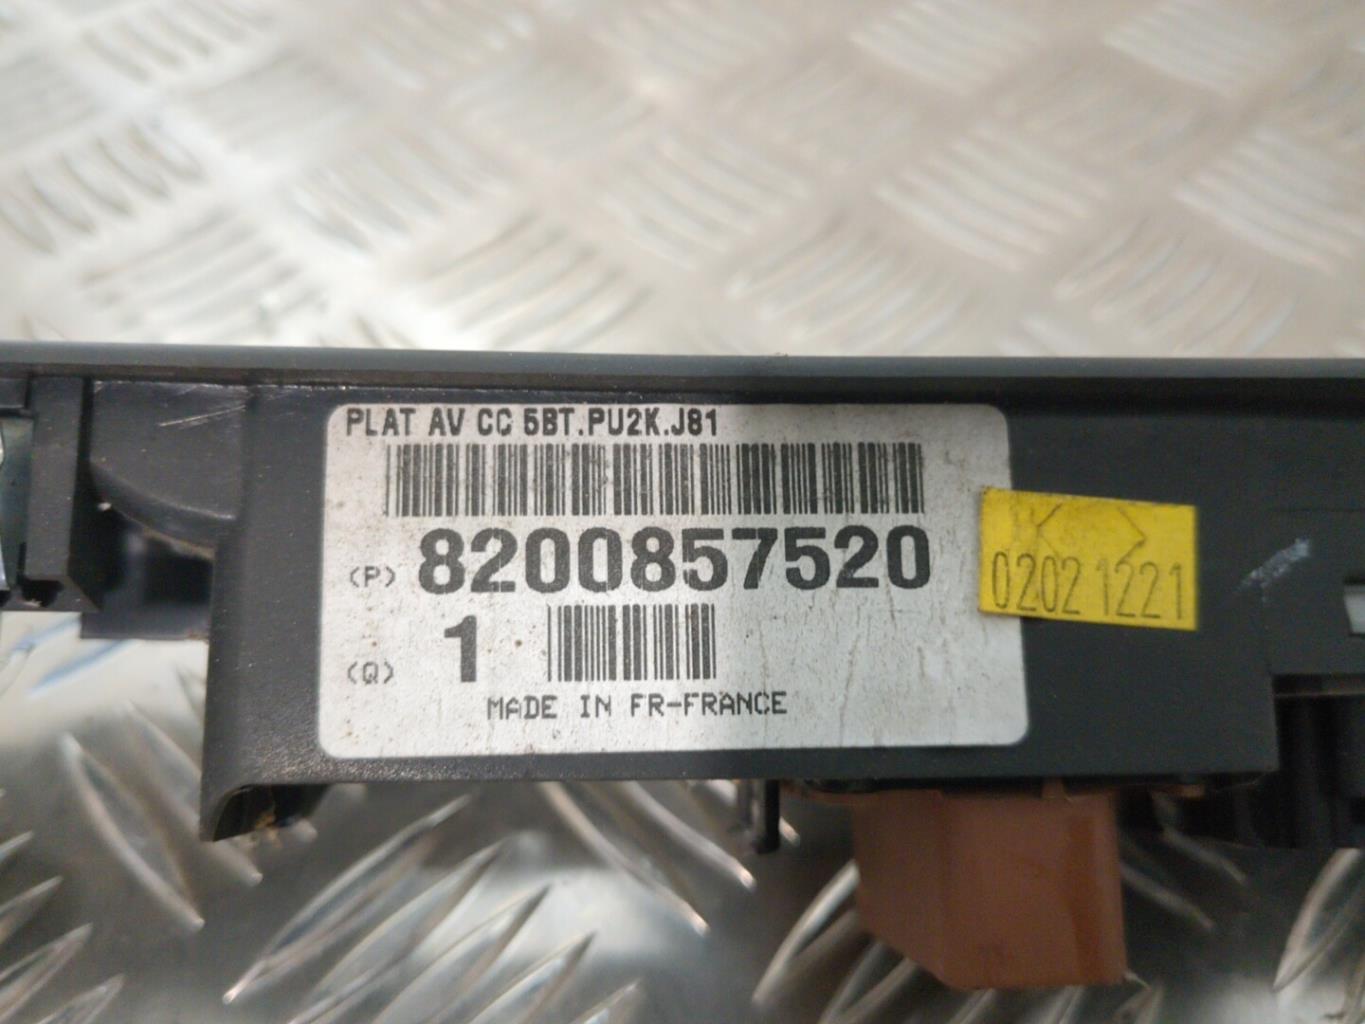 PLAT AV CC 5BT.PU2K.J81
(P) 8200857520
02021221
(Q) 1
MADE IN FR-FRANCE